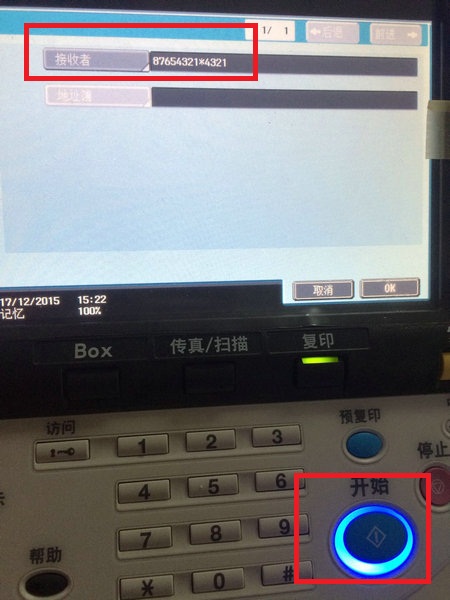 1/ 1
后退
前进
接收者
87654321*4321
地址簿
取消
OK
17/12/2015 15:22
记忆 100%
Box
传真/扫描
复印
访问
预复印
停止
1
2
3
开始
4
5
6
7
8
9
帮助
*
0
#